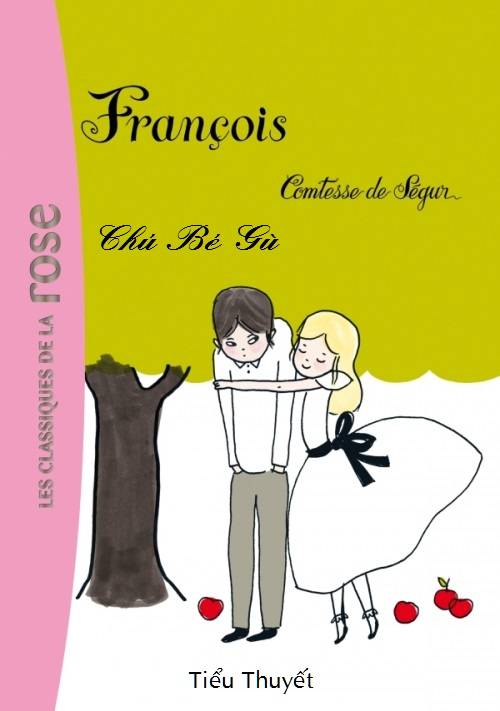 François
Comtesse de Ségur
Chú Bé Gù
LES CLASSIQUES DE LA rose
Tiểu Thuyết